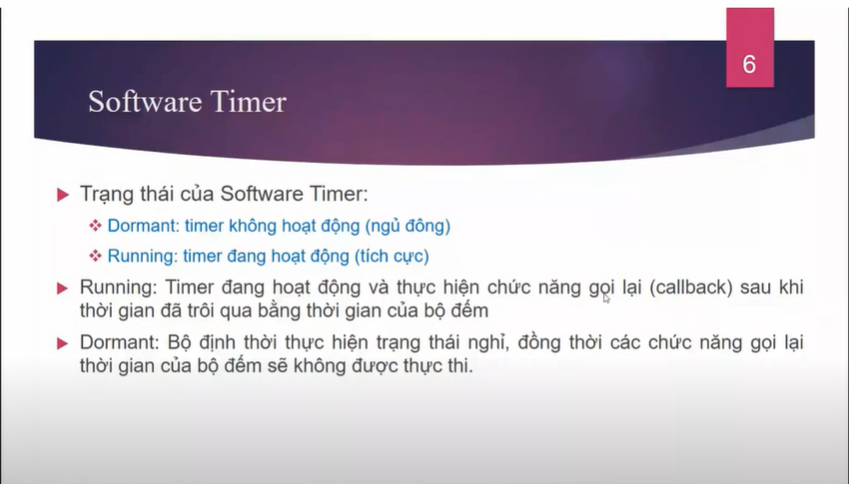 6
Software Timer
Trạng thái của Software Timer:
Dormant: timer không hoạt động (ngủ đông)
Running: timer đang hoạt động (tích cực)
Running: Timer đang hoạt động và thực hiện chức năng gọi lại (callback) sau khi
thời gian đã trôi qua bằng thời gian của bộ đếm
Dormant: Bộ định thời thực hiện trạng thái nghỉ, đồng thời các chức năng gọi lại
thời gian của bộ đếm sẽ không được thực thi.